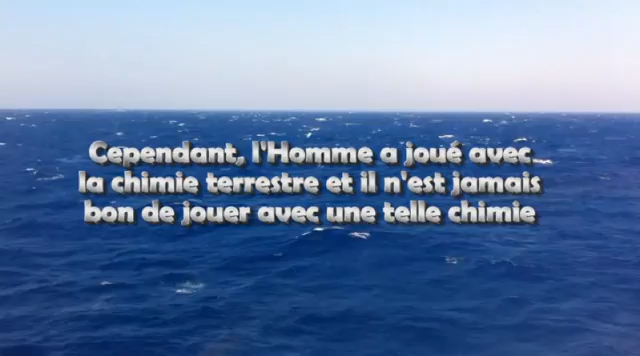 Cependant, l'Homme a joué avec
la chimie terrestre et il n'est jamais
bon de jouer avec une telle chimie